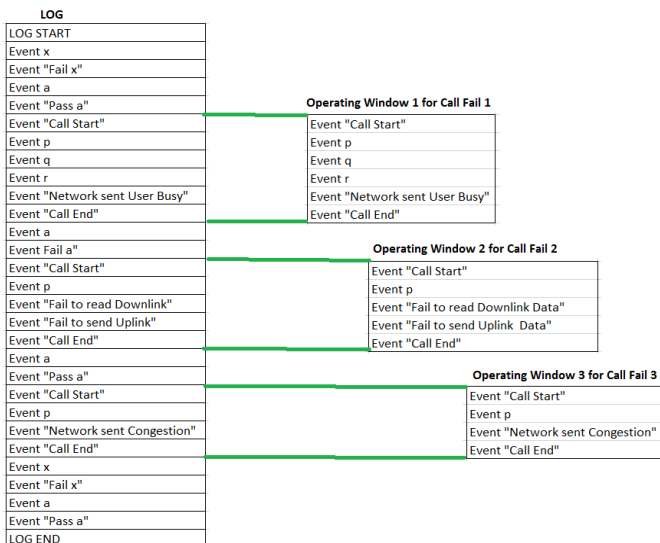 LOG
LOG START
Event x
Event "Fail x"
Event a
Event "Pass a"
Event "Call Start"
Event p
Event q
Event r
Event "Network sent User Busy"
Event "Call End"
Event a
Event Fail a"
Event "Call Start"
Event p
Event "Fail to read Downlink"
Event "Fail to send Uplink"
Event "Call End"
Event a
Event "Pass a"
Event "Call Start"
Event p
Event "Network sent Congestion"
Event "Call End"
Event x
Event "Fail x"
Event a
Event "Pass a"
LOG END
Operating Window 1 for Call Fail 1
Event "Call Start"
Event p
Event q
Event r
Event "Network sent User Busy"
Event "Call End"
Operating Window 2 for Call Fail 2
Event "Call Start"
Event p
Event "Fail to read Downlink Data"
Event "Fail to send Uplink Data"
Event "Call End"
Operating Window 3 for Call Fail 3
Event "Call Start"
Event p
Event "Network sent Congestion"
Event "Call End"